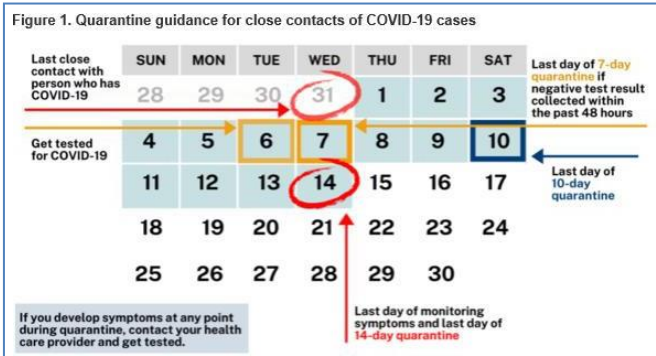 Figure 1. Quarantine guidance for close contacts of COVID-19 cases
Last close
contact with
person who has
COVID-19
SUN MON TUE WED THU FRI SAT
28 29 30 31 1 2 3
Last day of 7-day
quarantine if
negative test result
collected within
the past 48 hours
Get tested
for COVID-19
4 5 6 7 8 9 10
11 12 13 14 15 16 17
Last day of
10-day
quarantine
18 19 20 21 22 23 24
25 26 27 28 29 30
If you develop symptoms at any point
during quarantine, contact your health
care provider and get tested.
Last day of monitoring
symptoms and last day of
14-day quarantine